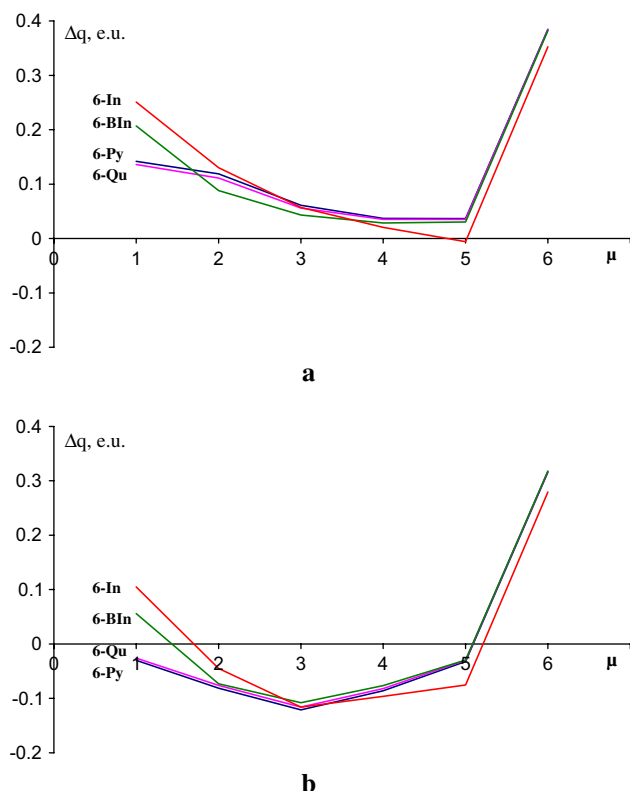 0.4
Δq, e.u.
0.3
6-In
0.2
6-BIn
6-Py
0.1
6-Qu
0
0 1 2 3 4 5 6 μ
-0.1
-0.2
a
0.4
Δq, e.u.
0.3
0.2
0.1
6-In
6-BIn
0
6-Qu
0 1 2 3 4 5 6 μ
6-Py
-0.1
-0.2
b